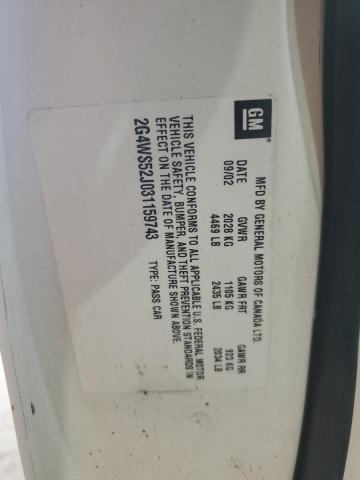 GM
MFD BY GENERAL MOTORS OF CANADA LTD.
DATE GVWR GAWR FRT GAWR RR
09/02 2028 KG 1105 KG 923 KG
4469 LB 2435 LB 2034 LB
THIS VEHICLE CONFORMS TO ALL APPLICABLE U.S. FEDERAL MOTOR
VEHICLE SAFETY, BUMPER, AND THEFT PREVENTION STANDARDS IN
EFFECT ON THE DATE OF MANUFACTURE SHOWN ABOVE.
2G4WS52J031159743 TYPE: PASS CAR